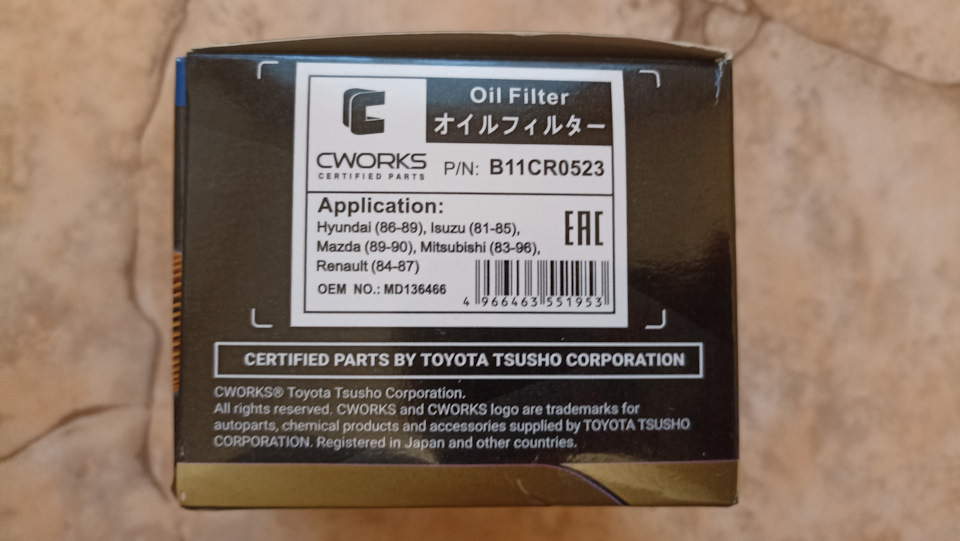 Oil Filter
オイルフィルター
CWORKS
CERTIFIED PARTS
P/N: B11CR0523
Application:
Hyundai (86-89), Isuzu (81-85),
Mazda (89-90), Mitsubishi (83-96),
Renault (84-87)
EAC
OEM NO.: MD136466
4 966463 551953
CERTIFIED PARTS BY TOYOTA TSUSHO CORPORATION
CWORKS® Toyota Tsusho Corporation.
All rights reserved. CWORKS and CWORKS logo are trademarks for
autoparts, chemical products and accessories supplied by TOYOTA TSUSHO
CORPORATION. Registered in Japan and other countries.